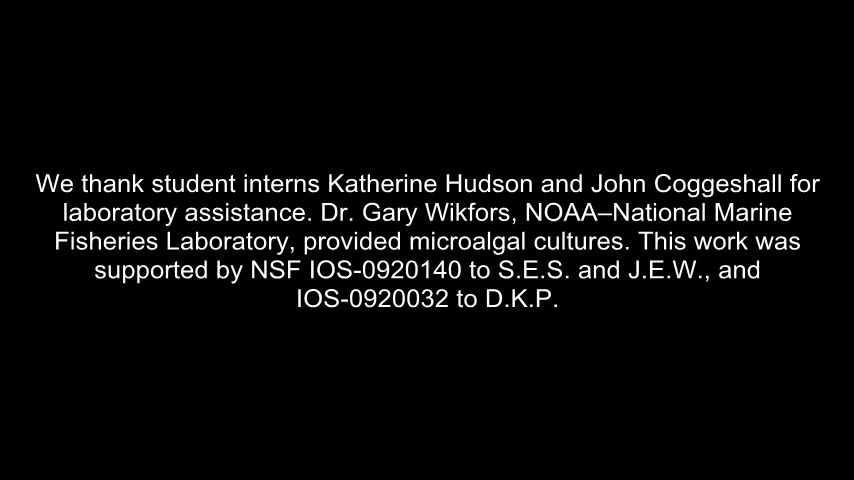 We thank student interns Katherine Hudson and John Coggeshall for
laboratory assistance. Dr. Gary Wikfors, NOAA–National Marine
Fisheries Laboratory, provided microalgal cultures. This work was
supported by NSF IOS-0920140 to S.E.S. and J.E.W., and
IOS-0920032 to D.K.P.